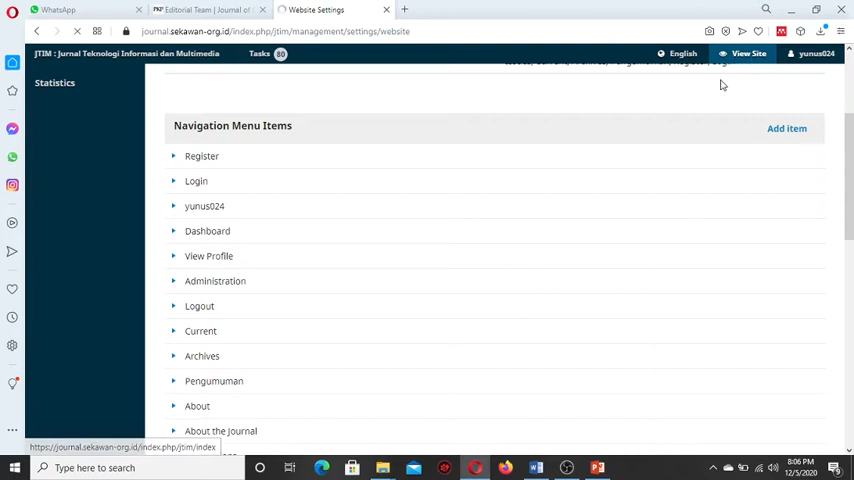 WhatsApp
PKP Editorial Team | Journal of
Website Settings
journal.sekawan-org.id/index.php/jtim/management/settings/website
JTIM : Jurnal Teknologi Informasi dan Multimedia
Tasks 80
English
View Site
yunus024
Statistics
Navigation Menu Items
Add item
Register
Login
yunus024
Dashboard
View Profile
Administration
Logout
Current
Archives
Pengumuman
About
About the Journal
https://journal.sekawan-org.id/index.php/jtim/index
Type here to search
8:06 PM
12/5/2020